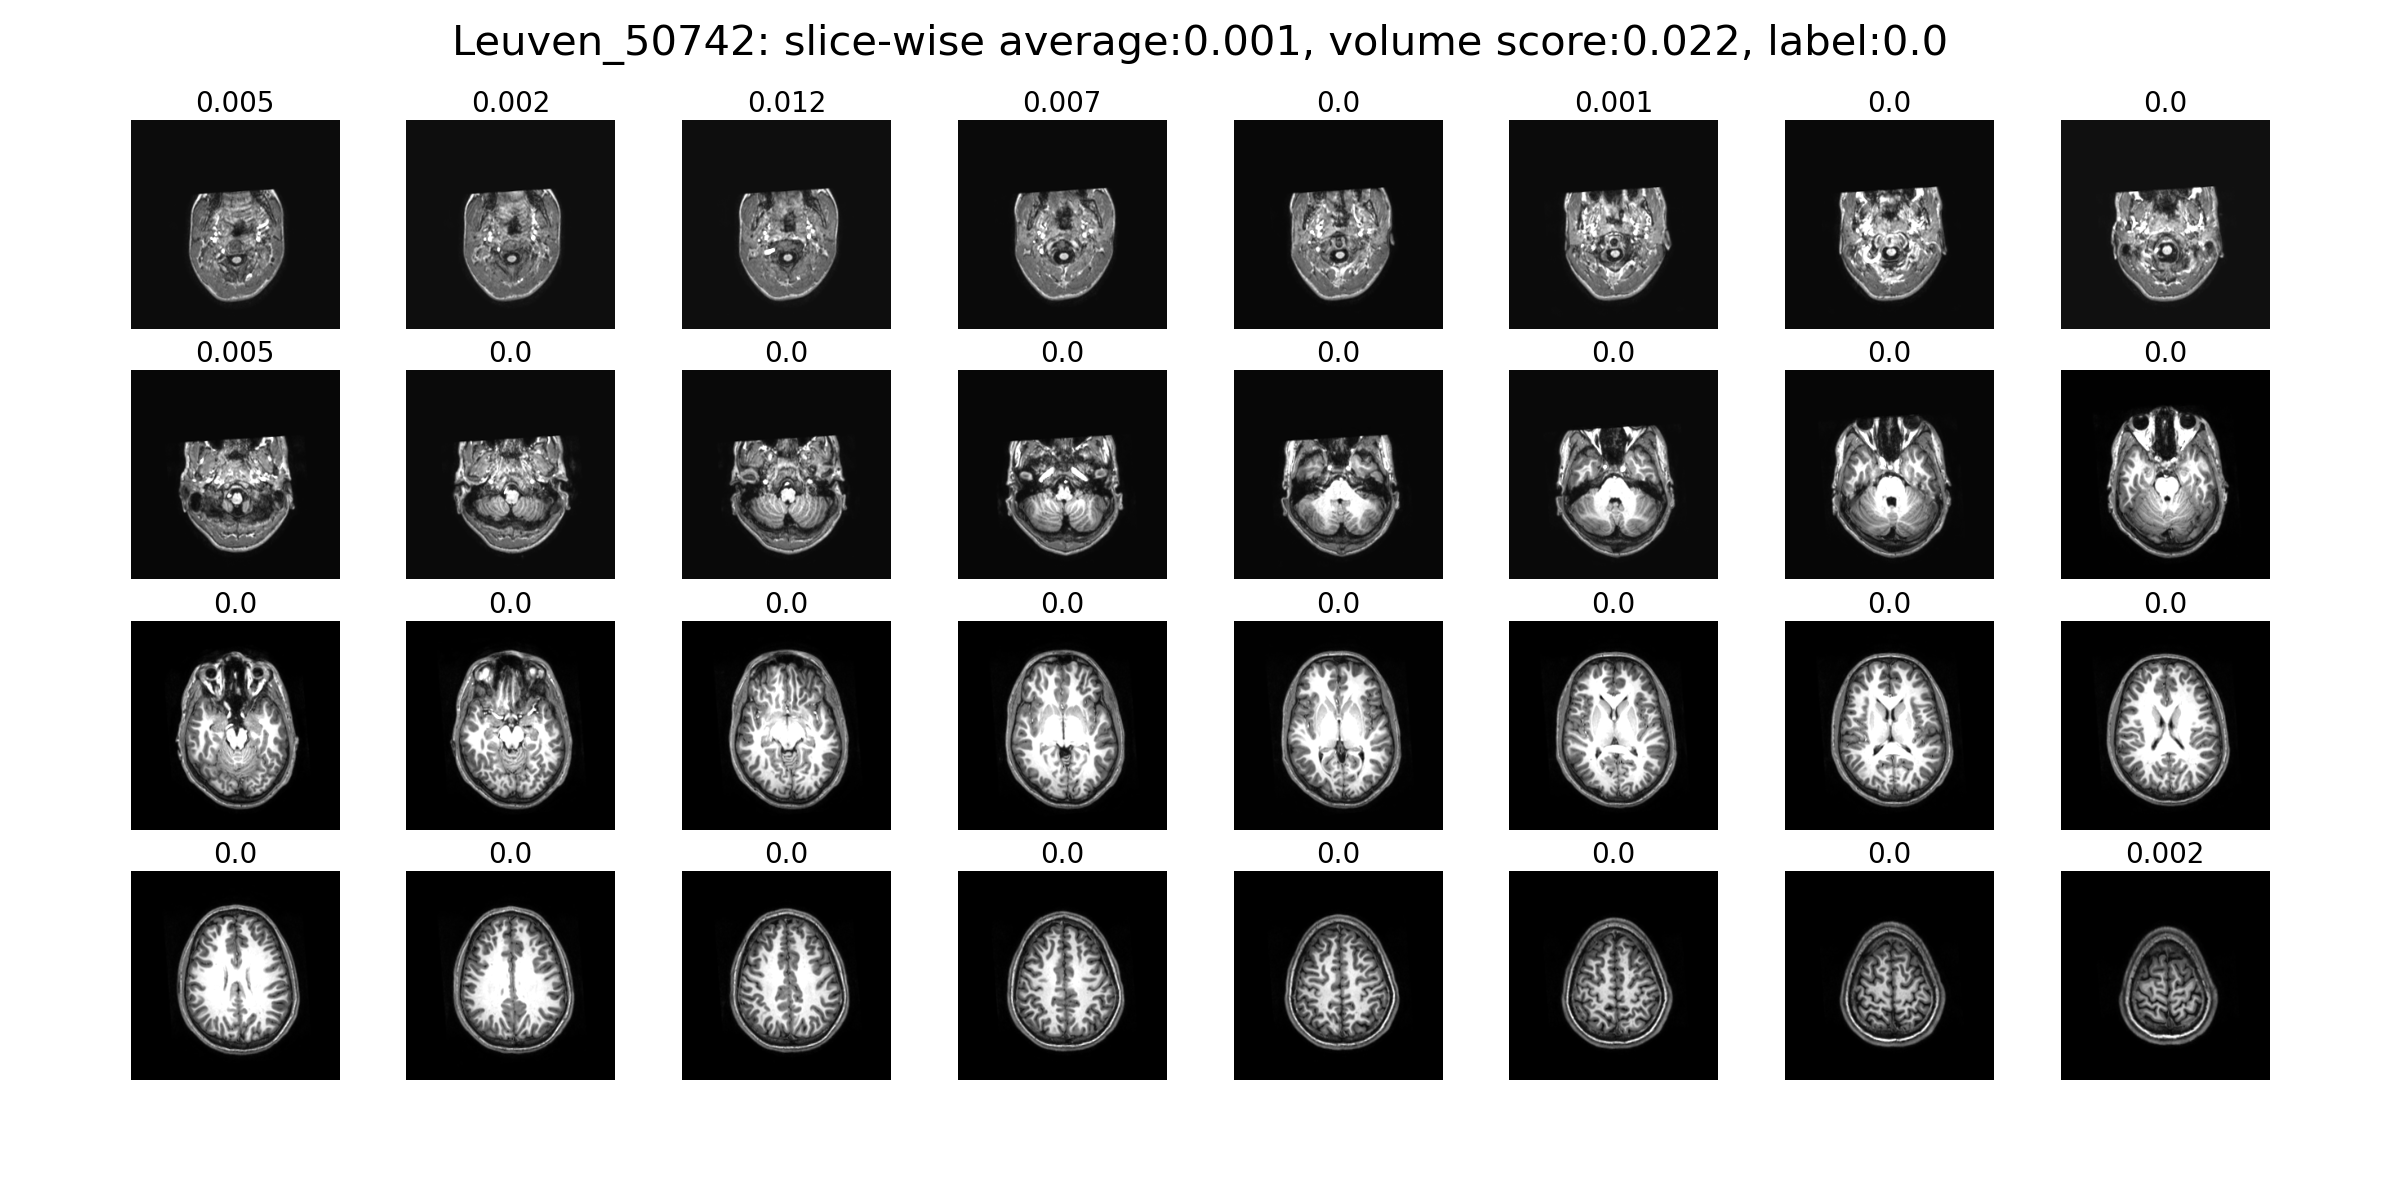 Leuven_50742: slice-wise average:0.001, volume score:0.022, label:0.0
0.005 0.002 0.012 0.007 0.0 0.001 0.0 0.0
0.005 0.0 0.0 0.0 0.0 0.0 0.0 0.0
0.0 0.0 0.0 0.0 0.0 0.0 0.0 0.0
0.0 0.0 0.0 0.0 0.0 0.0 0.0 0.002